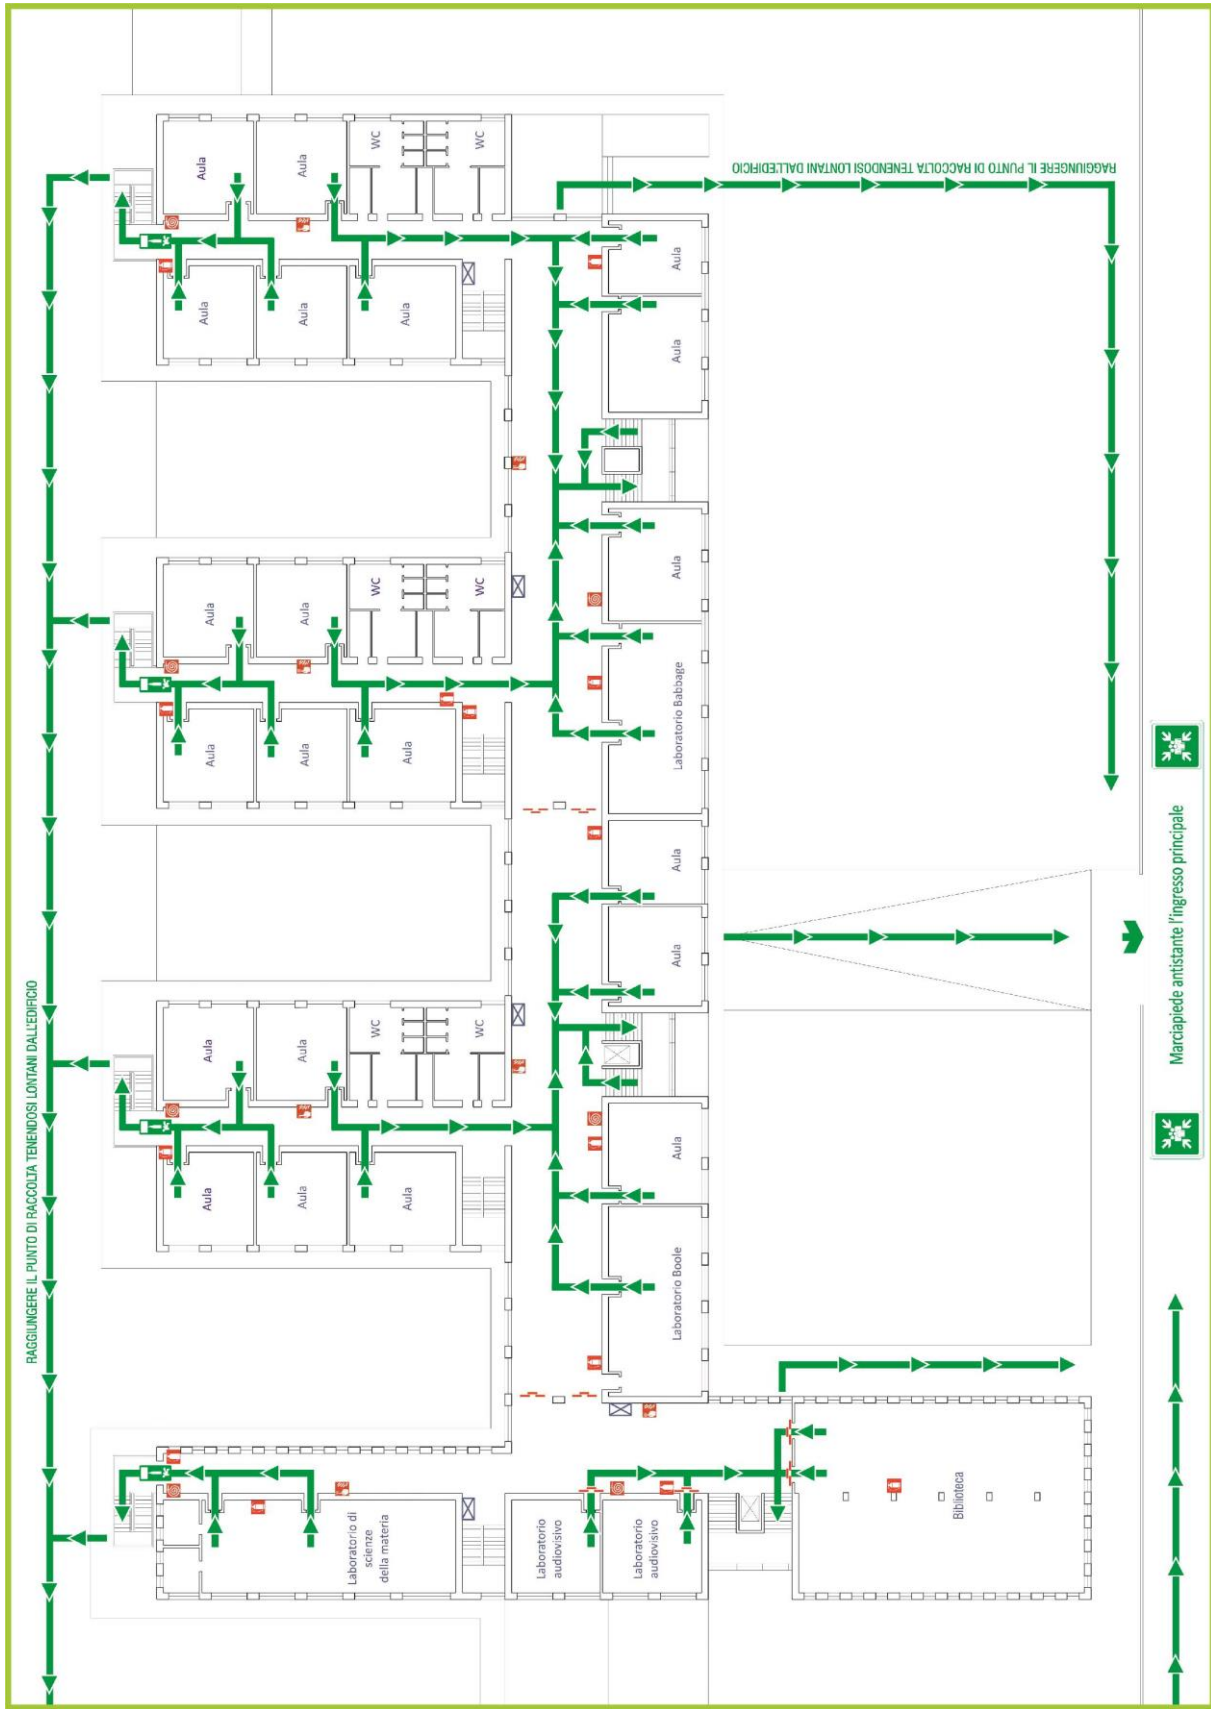 RAGGIUNGERE IL PUNTO DI RACCOLTA TENENDOSI LONTANI DALL'EDIFICIO
Laboratorio di
scienze
della materia
Aula
Aula
Aula
Aula
Aula
WC
WC
Aula
Aula
Aula
Aula
Aula
WC
WC
Aula
Aula
Aula
Aula
Aula
WC
WC
Laboratorio
audiovisivo
Laboratorio
audiovisivo
Laboratorio Boole
Aula
Aula
Aula
Laboratorio Babbage
Aula
Aula
Aula
Biblioteca
RAGGIUNGERE IL PUNTO DI RACCOLTA TENENDOSI LONTANI DALL'EDIFICIO
Marciapiede antistante l'ingresso principale